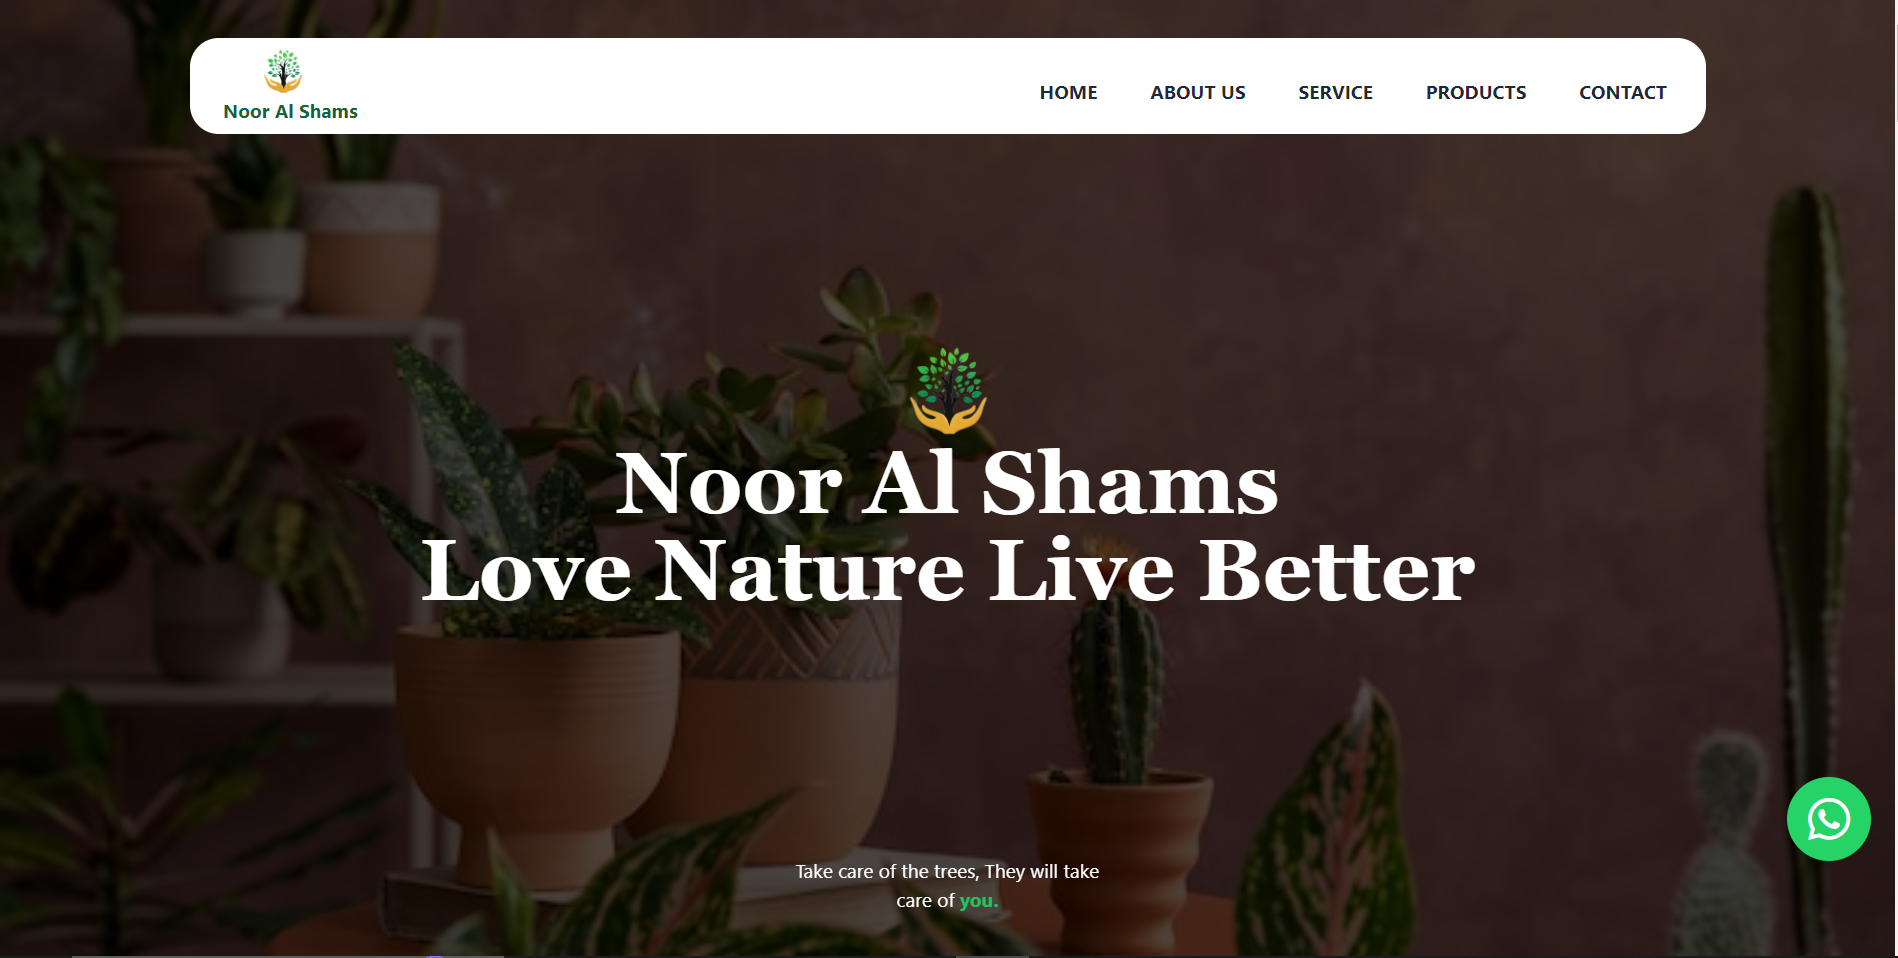 Noor Al Shams
HOME
ABOUT US
SERVICE
PRODUCTS
CONTACT
Noor Al Shams
Love Nature Live Better
Take care of the trees, They will take
care of you.